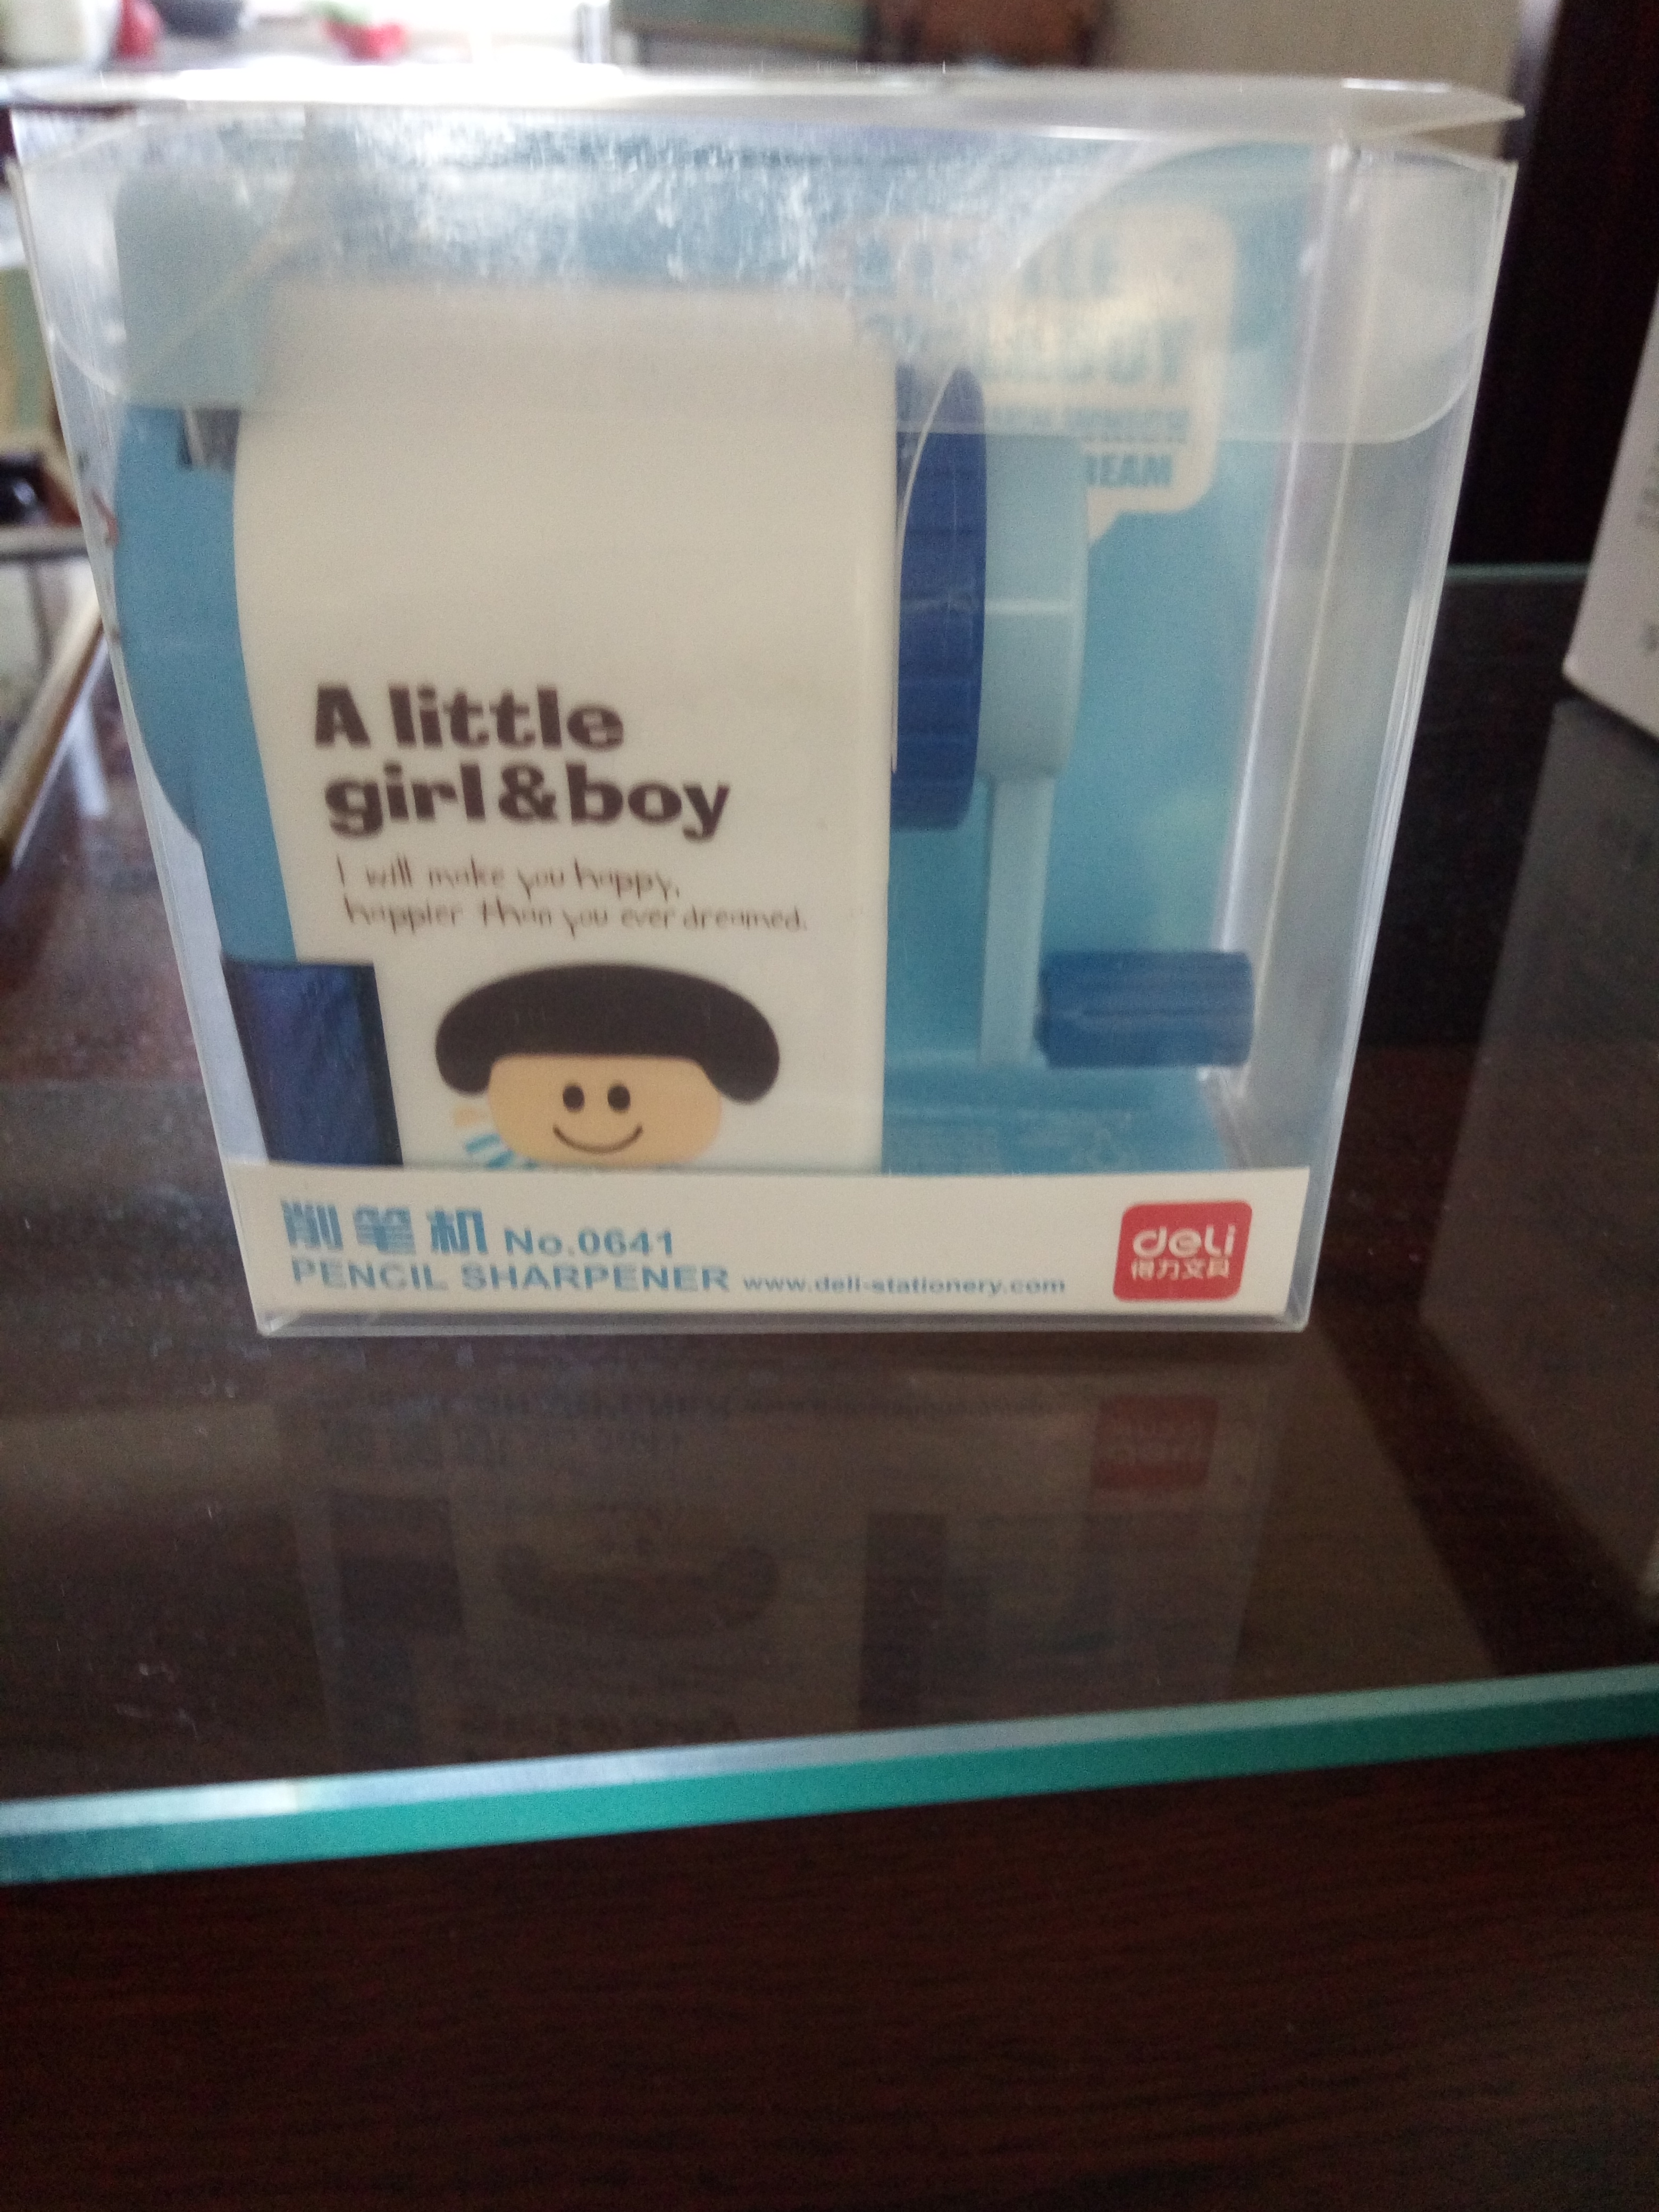 BEAM
A little
girl&boy
I will make you happy,
happier than you ever dreamed.
削笔机 No.0641
PENCIL SHARPENER www.deli-stationery.com
deli
得力文具